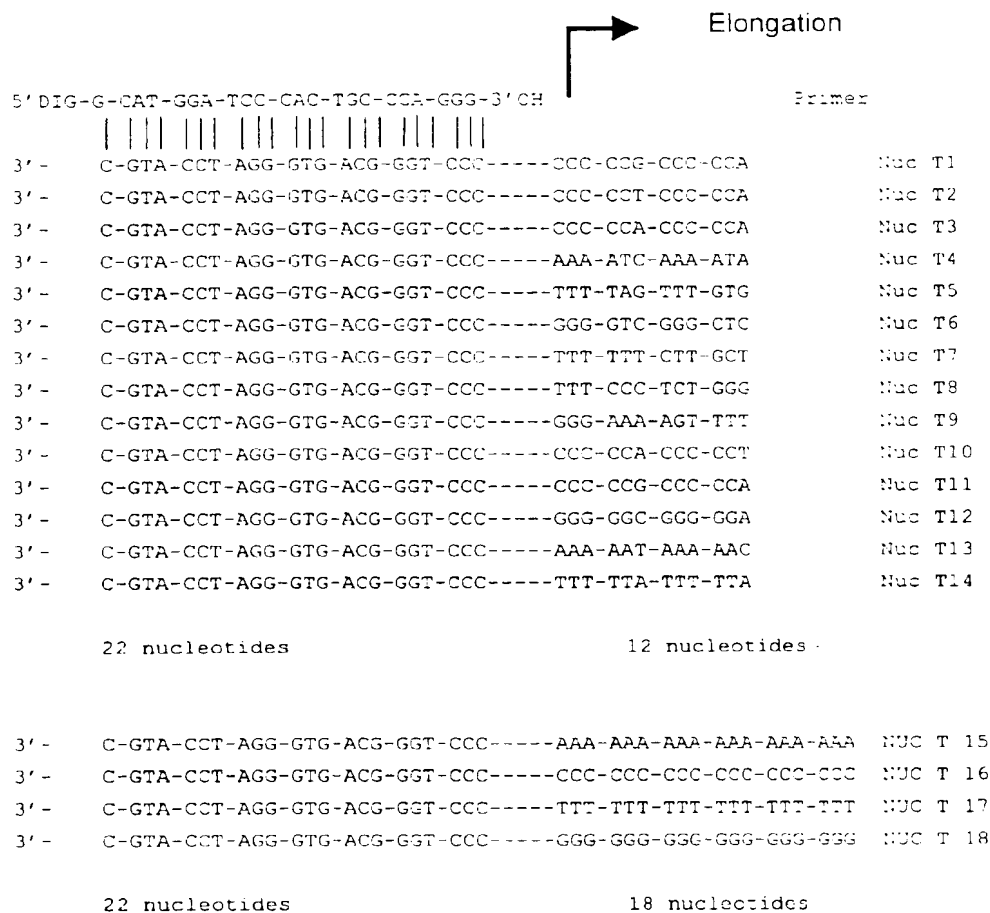 Elongation
5'DIG-G-CAT-GGA-TCC-CAC-TGC-CCA-GGG-3'CH Primer
3'- C-GTA-CCT-AGG-GTG-ACG-GGT-CCC-----CCC-CCG-CCC-CCA Nuc T1
3'- C-GTA-CCT-AGG-GTG-ACG-GGT-CCC-----CCC-CCT-CCC-CCA Nuc T2
3'- C-GTA-CCT-AGG-GTG-ACG-GGT-CCC-----CCC-CCA-CCC-CCA Nuc T3
3'- C-GTA-CCT-AGG-GTG-ACG-GGT-CCC-----AAA-ATC-AAA-ATA Nuc T4
3'- C-GTA-CCT-AGG-GTG-ACG-GGT-CCC-----TTT-TAG-TTT-GTG Nuc T5
3'- C-GTA-CCT-AGG-GTG-ACG-GGT-CCC-----GGG-GTC-GGG-CTC Nuc T6
3'- C-GTA-CCT-AGG-GTG-ACG-GGT-CCC-----TTT-TTT-CTT-GCT Nuc T7
3'- C-GTA-CCT-AGG-GTG-ACG-GGT-CCC-----TTT-CCC-TCT-GGG Nuc T8
3'- C-GTA-CCT-AGG-GTG-ACG-GGT-CCC-----GGG-AAA-AGT-TTT Nuc T9
3'- C-GTA-CCT-AGG-GTG-ACG-GGT-CCC-----CCC-CCA-CCC-CCT Nuc T10
3'- C-GTA-CCT-AGG-GTG-ACG-GGT-CCC-----CCC-CCG-CCC-CCA Nuc T11
3'- C-GTA-CCT-AGG-GTG-ACG-GGT-CCC-----GGG-GGC-GGG-GGA Nuc T12
3'- C-GTA-CCT-AGG-GTG-ACG-GGT-CCC-----AAA-AAT-AAA-AAC Nuc T13
3'- C-GTA-CCT-AGG-GTG-ACG-GGT-CCC-----TTT-TTA-TTT-TTA Nuc T14
22 nucleotides 12 nucleotides
3'- C-GTA-CCT-AGG-GTG-ACG-GGT-CCC-----AAA-AAA-AAA-AAA-AAA-AAA NUC T 15
3'- C-GTA-CCT-AGG-GTG-ACG-GGT-CCC-----CCC-CCC-CCC-CCC-CCC-CCC NUC T 16
3'- C-GTA-CCT-AGG-GTG-ACG-GGT-CCC-----TTT-TTT-TTT-TTT-TTT-TTT NUC T 17
3'- C-GTA-CCT-AGG-GTG-ACG-GGT-CCC-----GGG-GGG-GGG-GGG-GGG-GGG NUC T 18
22 nucleotides 18 nucleotides